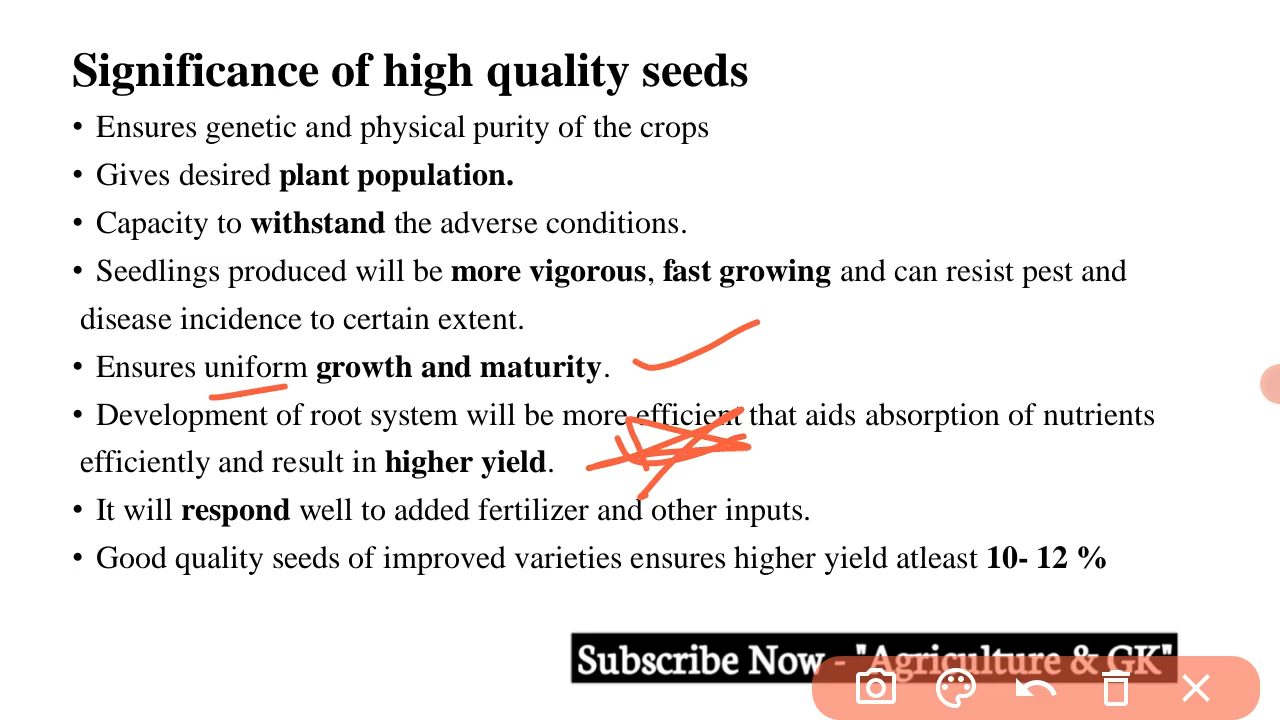 Significance of high quality seeds
• Ensures genetic and physical purity of the crops
• Gives desired plant population.
• Capacity to withstand the adverse conditions.
• Seedlings produced will be more vigorous, fast growing and can resist pest and
disease incidence to certain extent.
• Ensures uniform growth and maturity.
• Development of root system will be more efficient that aids absorption of nutrients
efficiently and result in higher yield.
• It will respond well to added fertilizer and other inputs.
• Good quality seeds of improved varieties ensures higher yield atleast 10- 12 %
Subscribe Now - "Agriculture & GK"